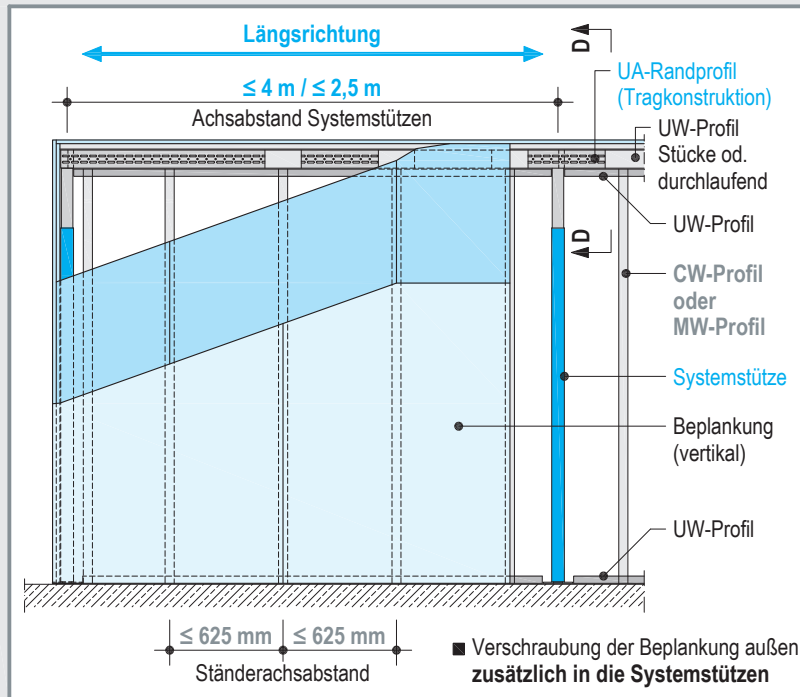 Längsrichtung
≤ 4 m / ≤ 2,5 m
Achsabstand Systemstützen
D
UA-Randprofil
(Tragkonstruktion)
UW-Profil
Stücke od.
durchlaufend
UW-Profil
D
CW-Profil
oder
MW-Profil
Systemstütze
Beplankung
(vertikal)
UW-Profil
≤ 625 mm ≤ 625 mm
Ständerachsabstand
■ Verschraubung der Beplankung außen
zusätzlich in die Systemstützen